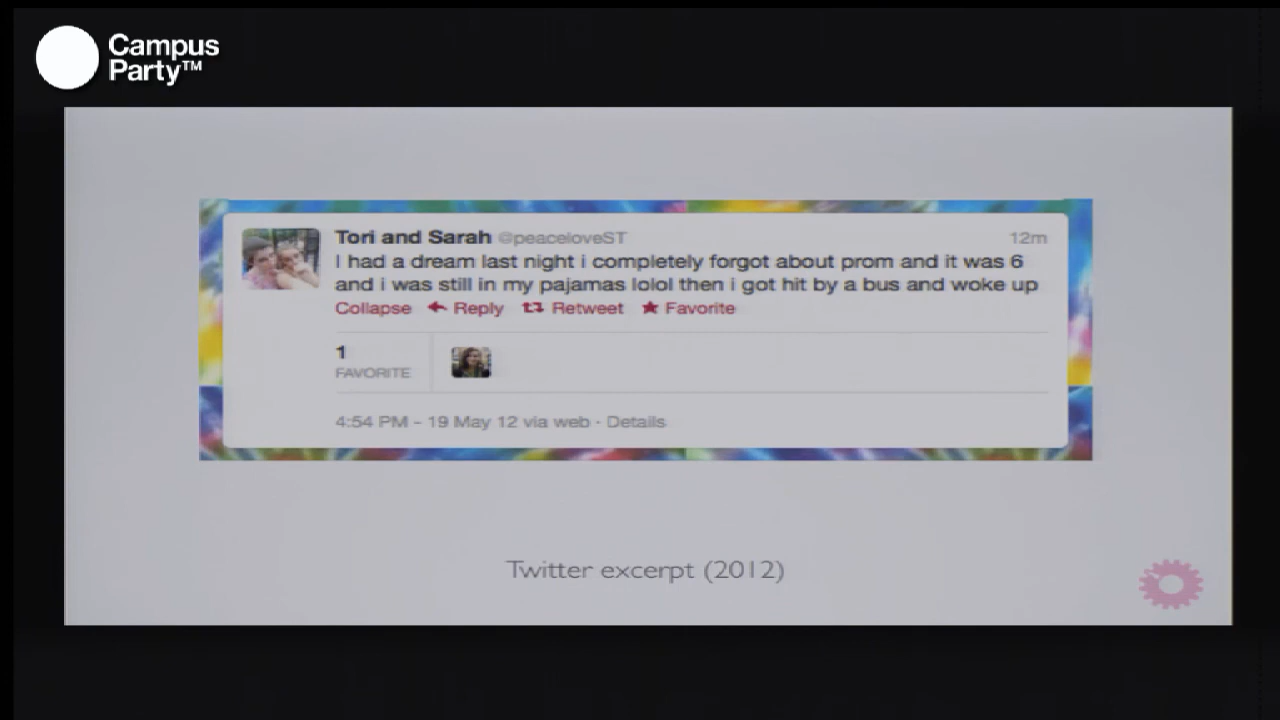 Campus
Party™
Tori and Sarah @peaceloveST 12m
I had a dream last night i completely forgot about prom and it was 6
and i was still in my pajamas lolol then i got hit by a bus and woke up
Collapse Reply Retweet Favorite
1
FAVORITE
4:54 PM - 19 May 12 via web · Details
Twitter excerpt (2012)